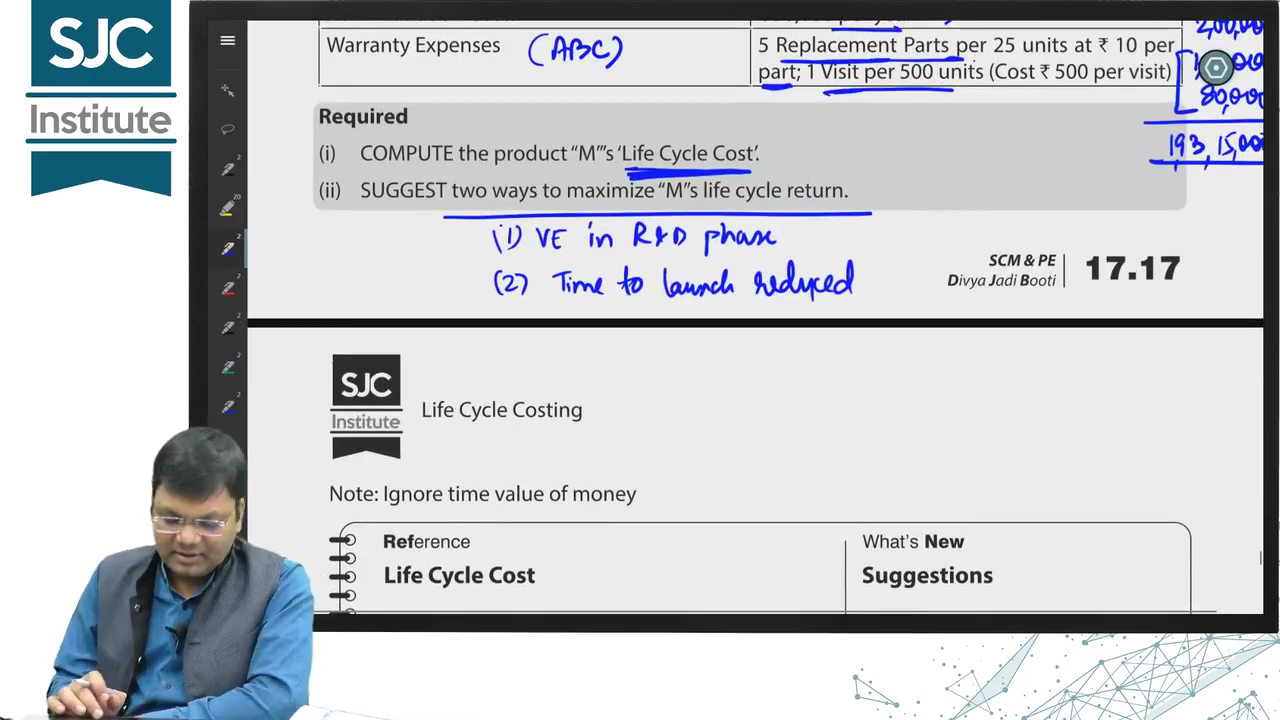 SJC
Institute
Warranty Expenses (ABC)
5 Replacement Parts per 25 units at ₹ 10 per
part; 1 Visit per 500 units (Cost ₹ 500 per visit)
80,000
193,15,000
Required
(i) COMPUTE the product “M”’s ‘Life Cycle Cost’.
(ii) SUGGEST two ways to maximize “M”s life cycle return.
(1) VE in R&D phase
(2) Time to launch reduced
SCM & PE
Divya Jadi Booti
17.17
SJC
Institute
Life Cycle Costing
Note: Ignore time value of money
Reference
Life Cycle Cost
What's New
Suggestions